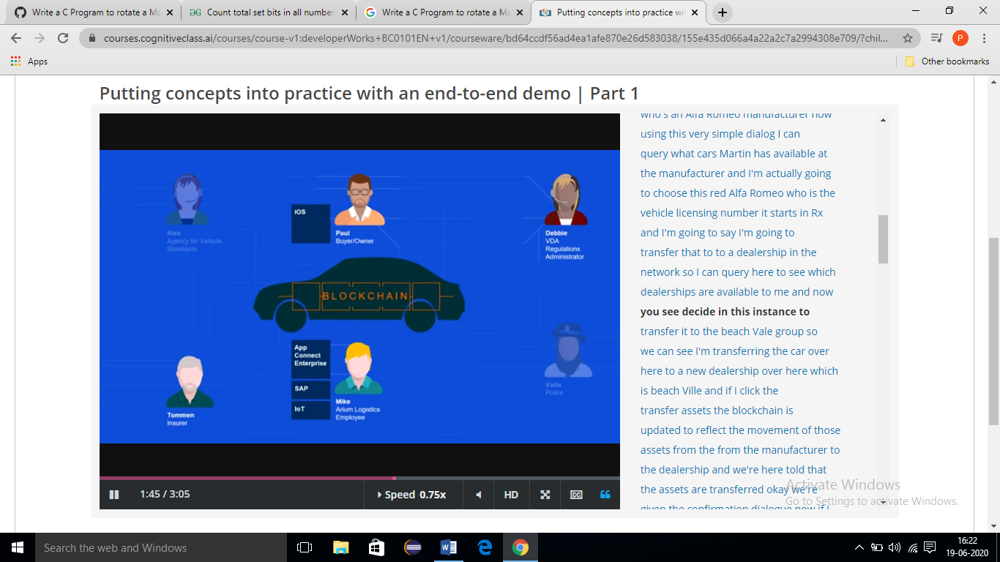 Write a C Program to rotate a Ma
Count total set bits in all number
Write a C Program to rotate a Ma
Putting concepts into practice wi
courses.cognitiveclass.ai/courses/course-v1:developerWorks+BC0101EN+v1/courseware/bd64ccdf56ad4ea1afe870e26d583038/155e435d066a4a22a2c7a2994308e709/?chil...
P
Apps
Other bookmarks
Putting concepts into practice with an end-to-end demo | Part 1
Alex
Agency for Vehicle
Standards
iOS
Paul
Buyer/Owner
Debbie
VDA
Regulations
Administrator
BLOCKCHAIN
App
Connect
Enterprise
SAP
IoT
Mike
Arium Logistics
Employee
Tommen
Insurer
Vada
Police
1:45 / 3:05
Speed 0.75x
HD
CC
who's an Alfa Romeo manufacturer now
using this very simple dialog I can
query what cars Martin has available at
the manufacturer and I'm actually going
to choose this red Alfa Romeo who is the
vehicle licensing number it starts in Rx
and I'm going to say I'm going to
transfer that to to a dealership in the
network so I can query here to see which
dealerships are available to me and now
you see decide in this instance to
transfer it to the beach Vale group so
we can see I'm transferring the car over
here to a new dealership over here which
is beach Ville and if I click the
transfer assets the blockchain is
updated to reflect the movement of those
assets from the from the manufacturer to
the dealership and we're here told that
the assets are transferred okay we're
given the confirmation dialogue now if I
Activate Windows
Go to Settings to activate Windows.
Search the web and Windows
16:22
19-06-2020